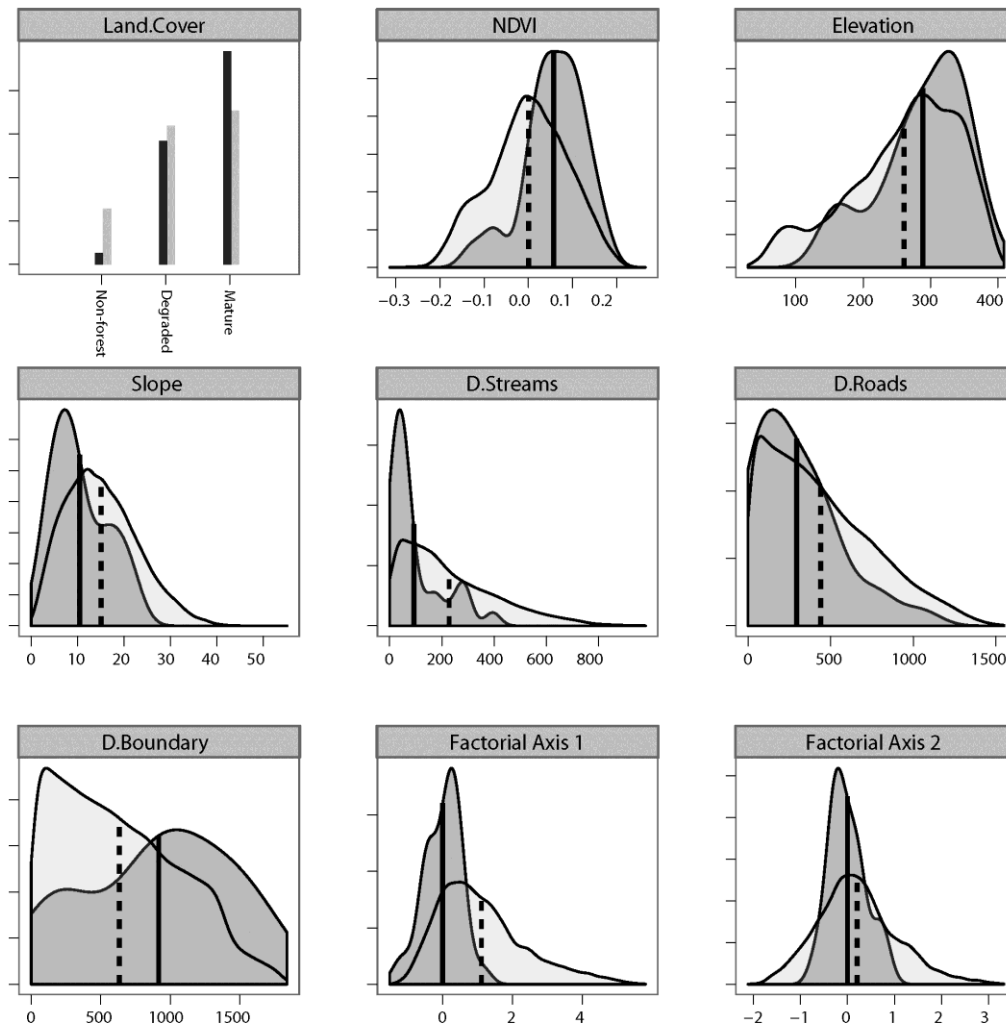 Land.Cover
NDVI
Elevation
Non-forest
Degraded
Mature
−0.3 −0.2 −0.1 0.0 0.1 0.2
100 200 300 400
Slope
D.Streams
D.Roads
0 10 20 30 40 50
0 200 400 600 800
0 500 1000 1500
D.Boundary
Factorial Axis 1
Factorial Axis 2
0 500 1000 1500
0 2 4
−2 −1 0 1 2 3